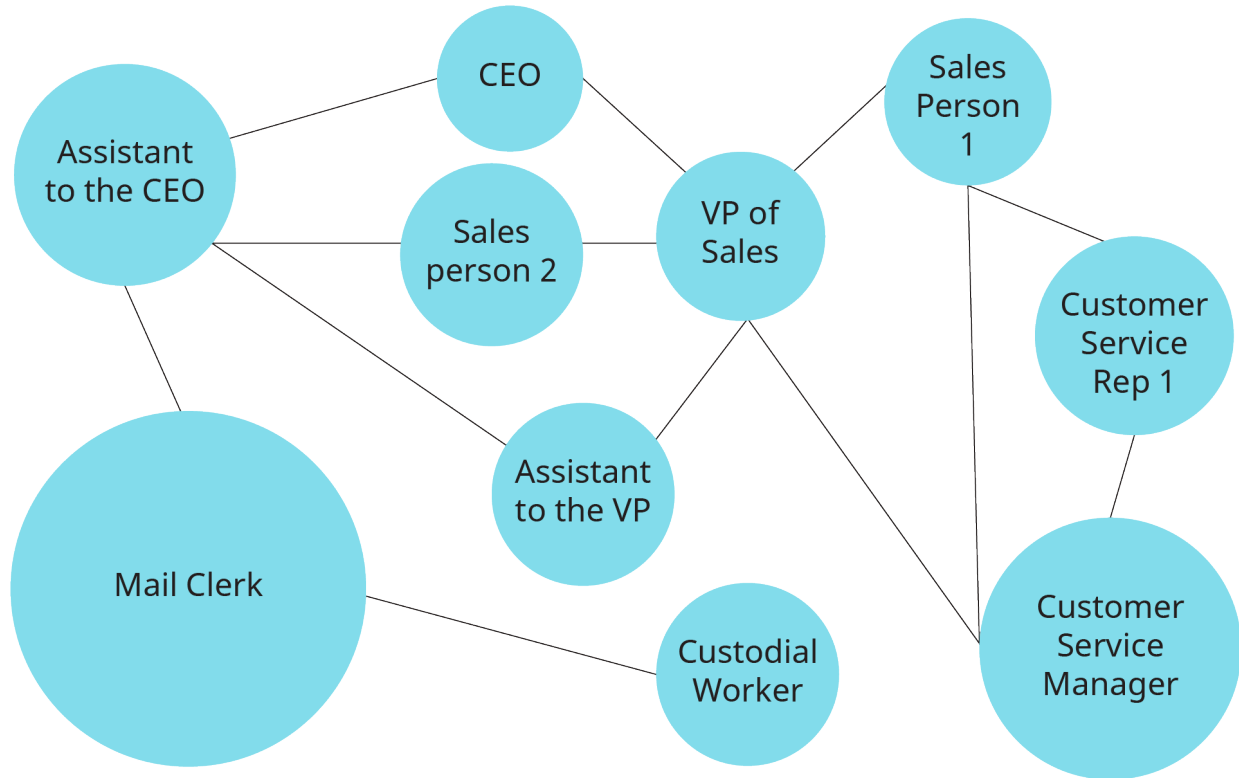 CEO
Sales
Person
1
Assistant
to the CEO
Sales
person 2
VP of
Sales
Customer
Service
Rep 1
Assistant
to the VP
Mail Clerk
Custodial
Worker
Customer
Service
Manager